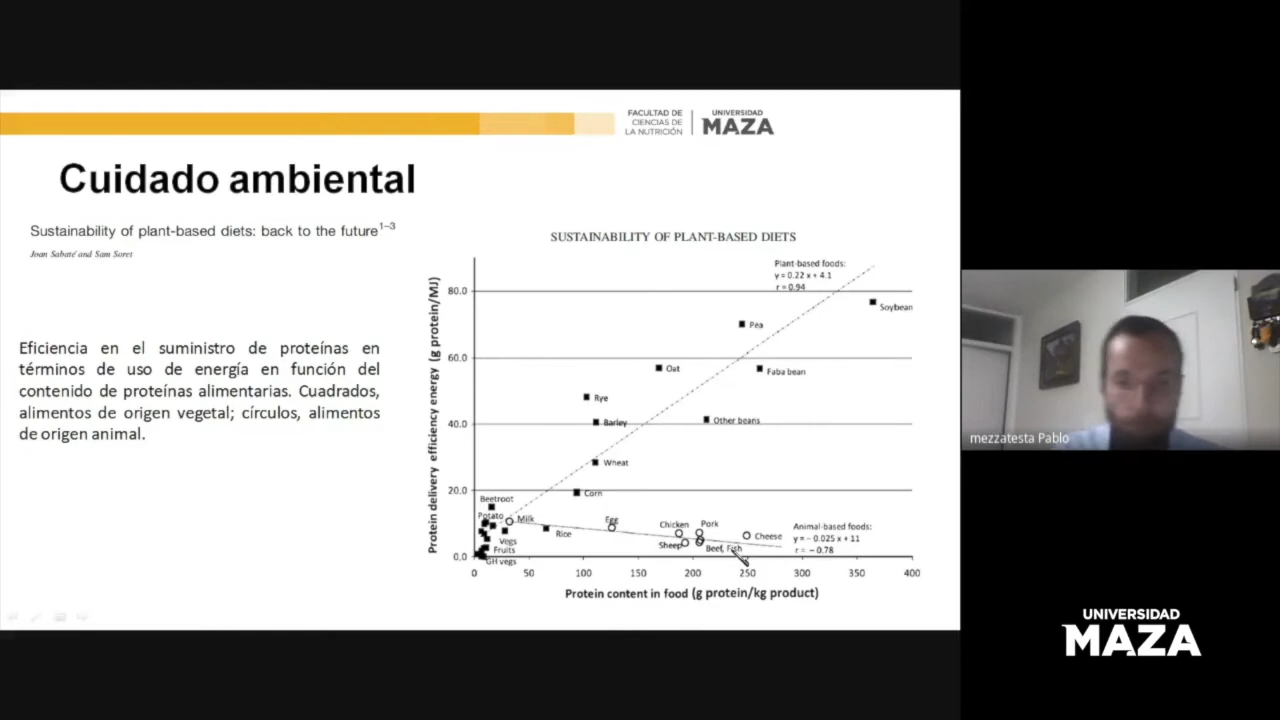 FACULTAD DE
CIENCIAS DE
LA NUTRICIÓN
UNIVERSIDAD
MAZA
Cuidado ambiental
Sustainability of plant-based diets: back to the future1–3
Joan Sabaté and Sam Soret
Eficiencia en el suministro de proteínas en
términos de uso de energía en función del
contenido de proteínas alimentarias. Cuadrados,
alimentos de origen vegetal; círculos, alimentos
de origen animal.
SUSTAINABILITY OF PLANT-BASED DIETS
Protein delivery efficiency energy (g protein/MJ)
80.0
60.0
40.0
20.0
0.0
Plant-based foods:
y = 0.22 x + 4.1
r = 0.94
Soybean
Pea
Oat
Faba bean
Rye
Barley
Other beans
Wheat
Corn
Beetroot
Potato
Milk
Vegs
Fruits
GH vegs
Rice
Egg
Chicken
Pork
Sheep
Beef, Fish
Cheese
Animal-based foods:
y = − 0.025 x + 11
r = − 0.78
0 50 100 150 200 250 300 350 400
Protein content in food (g protein/kg product)
mezzatesta Pablo
UNIVERSIDAD
MAZA